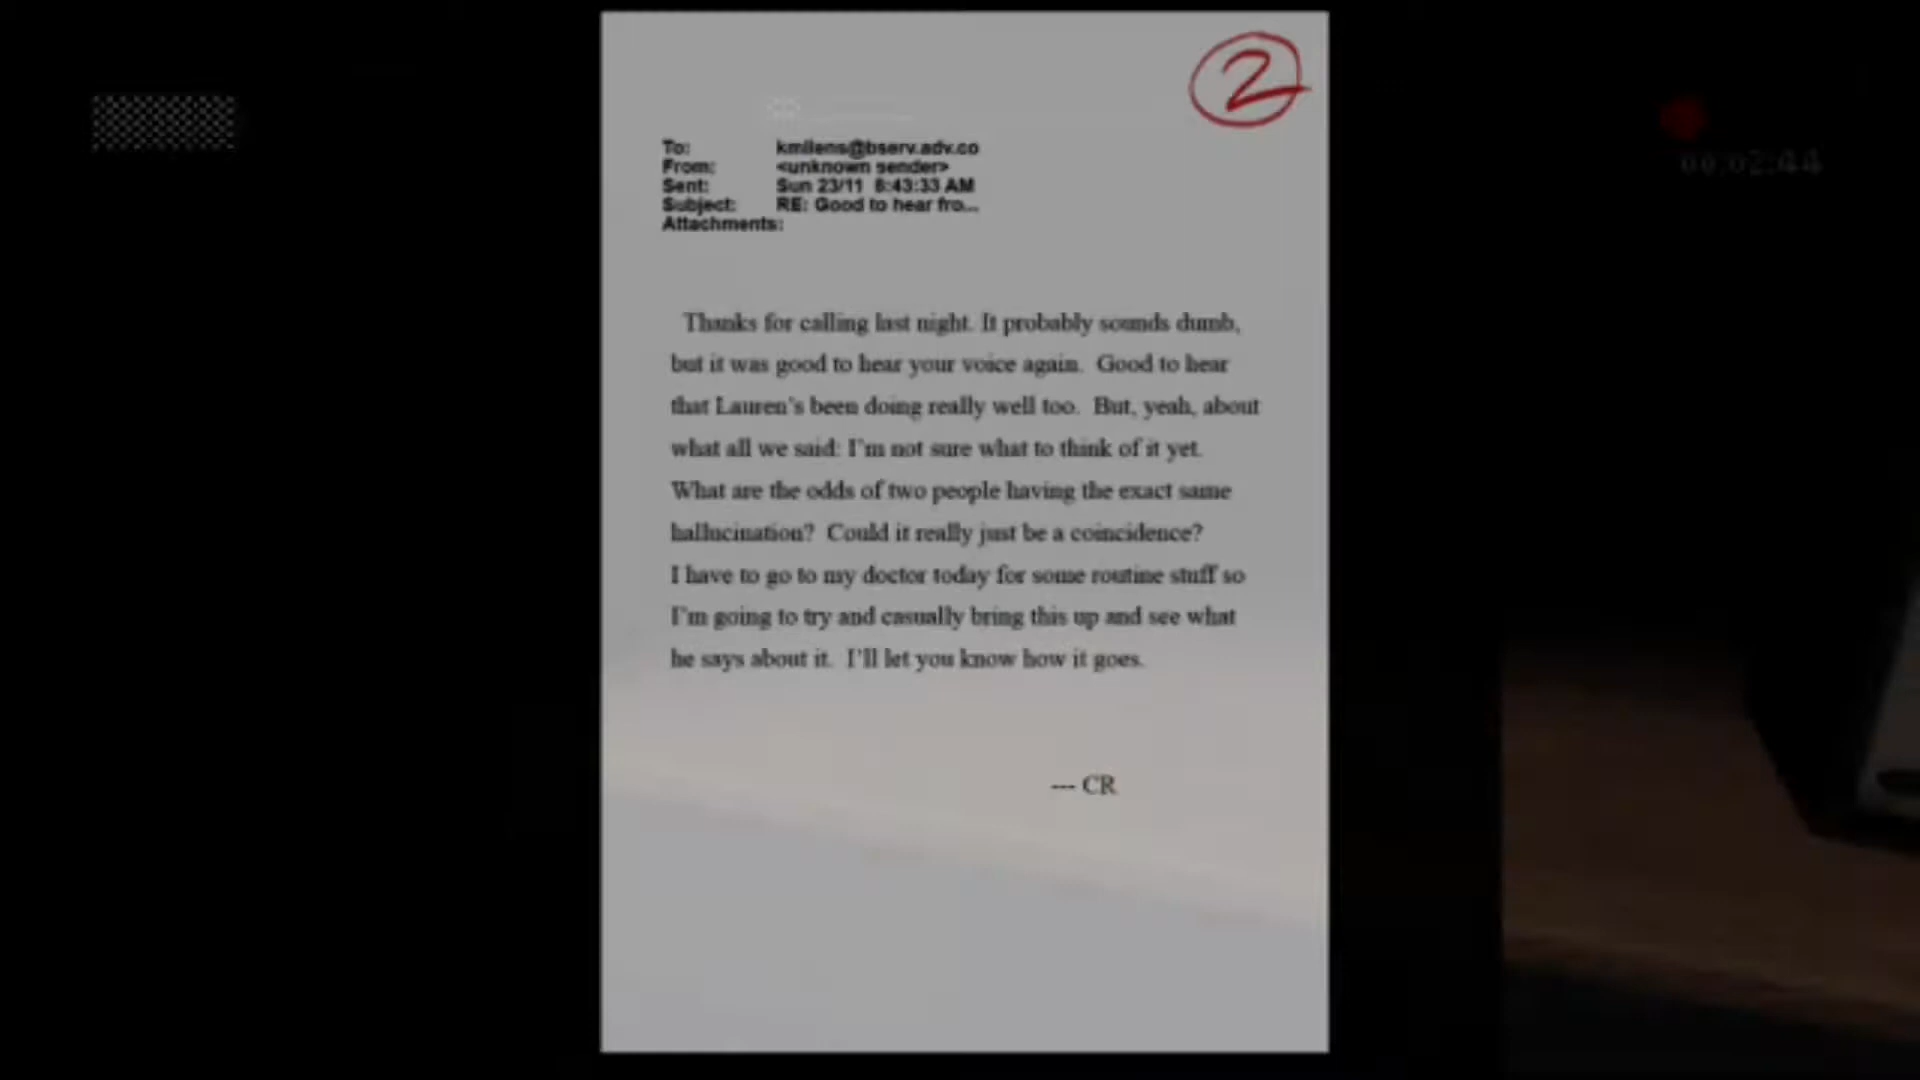 2
To: kmilens@bserv.adv.co
From: <unknown sender>
Sent: Sun 23/11 8:43:33 AM
Subject: RE: Good to hear fro...
Attachments:
Thanks for calling last night. It probably sounds dumb,
but it was good to hear your voice again. Good to hear
that Lauren's been doing really well too. But, yeah, about
what all we said: I'm not sure what to think of it yet.
What are the odds of two people having the exact same
hallucination? Could it really just be a coincidence?
I have to go to my doctor today for some routine stuff so
I'm going to try and casually bring this up and see what
he says about it. I'll let you know how it goes.
--- CR
00:02:44